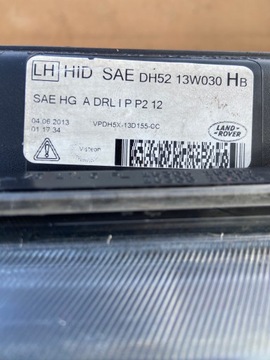 LH HiD SAE DH52 13W030 HB
SAE HG A DRL I P P2 12
04.06.2013
01:17:34
VPDH5X-13D155-CC
LAND-
ROVER